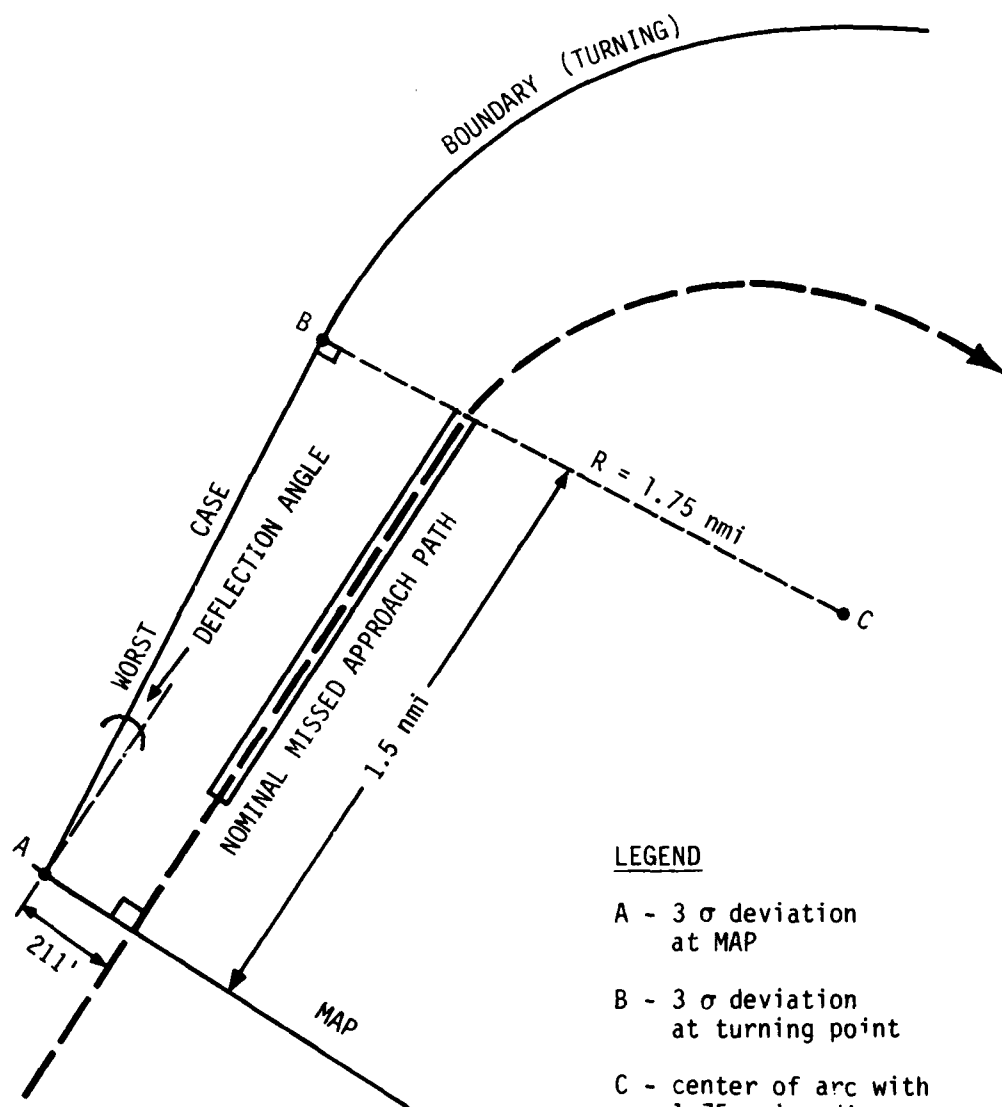 BOUNDARY (TURNING)
B
R = 1.75 nmi
C
WORST CASE
DEFLECTION ANGLE
NOMINAL MISSED APPROACH PATH
1.5 nmi
A
211'
MAP
LEGEND
A - 3 σ deviation
at MAP
B - 3 σ deviation
at turning point
C - center of arc with